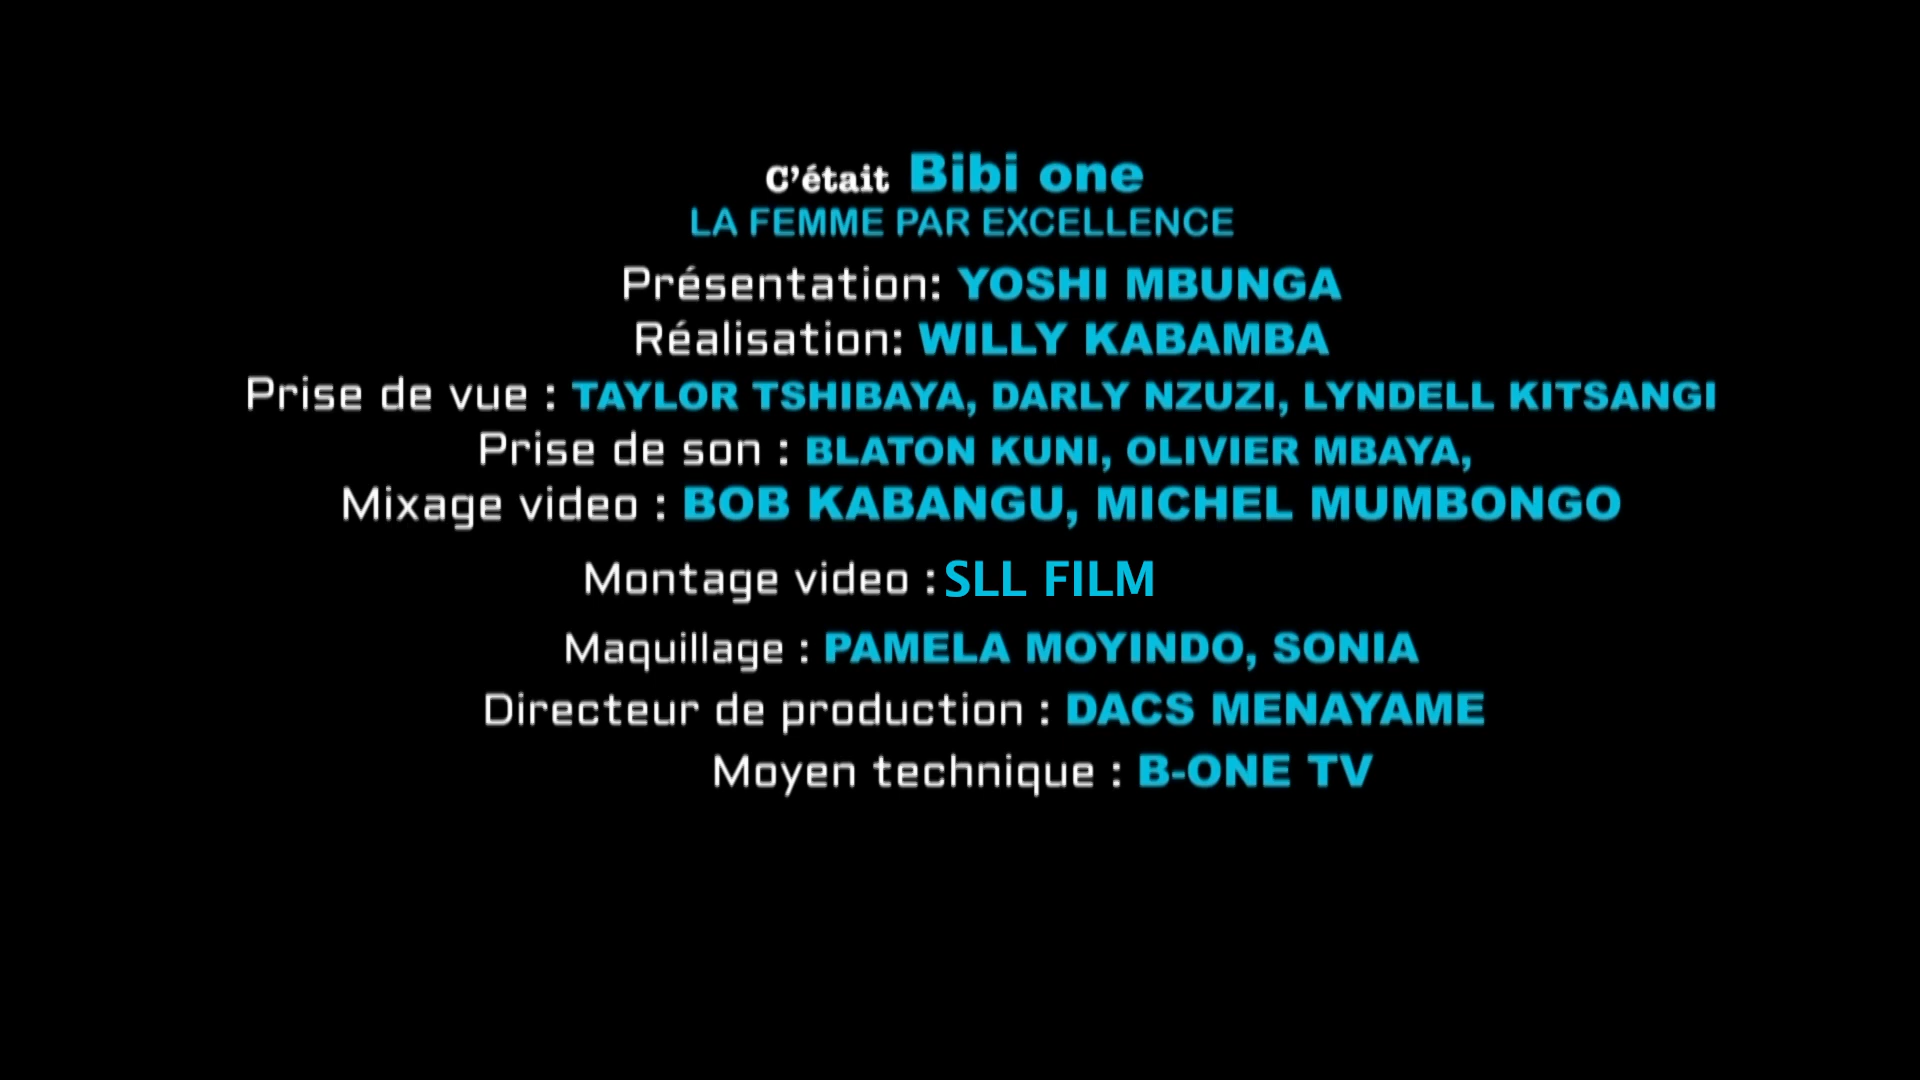 C'était Bibi one
LA FEMME PAR EXCELLENCE
Présentation: YOSHI MBUNGA
Réalisation: WILLY KABAMBA
Prise de vue : TAYLOR TSHIBAYA, DARLY NZUZI, LYNDELL KITSANGI
Prise de son : BLATON KUNI, OLIVIER MBAYA,
Mixage video : BOB KABANGU, MICHEL MUMBONGO
Montage video : SLL FILM
Maquillage : PAMELA MOYINDO, SONIA
Directeur de production : DACS MENAYAME
Moyen technique : B-ONE TV